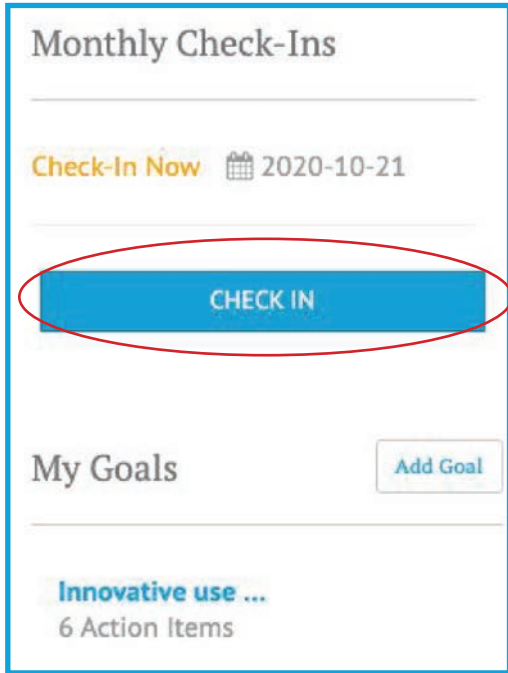 Monthly Check-Ins
Check-In Now 2020-10-21
CHECK IN
My Goals Add Goal
Innovative use ...
6 Action Items